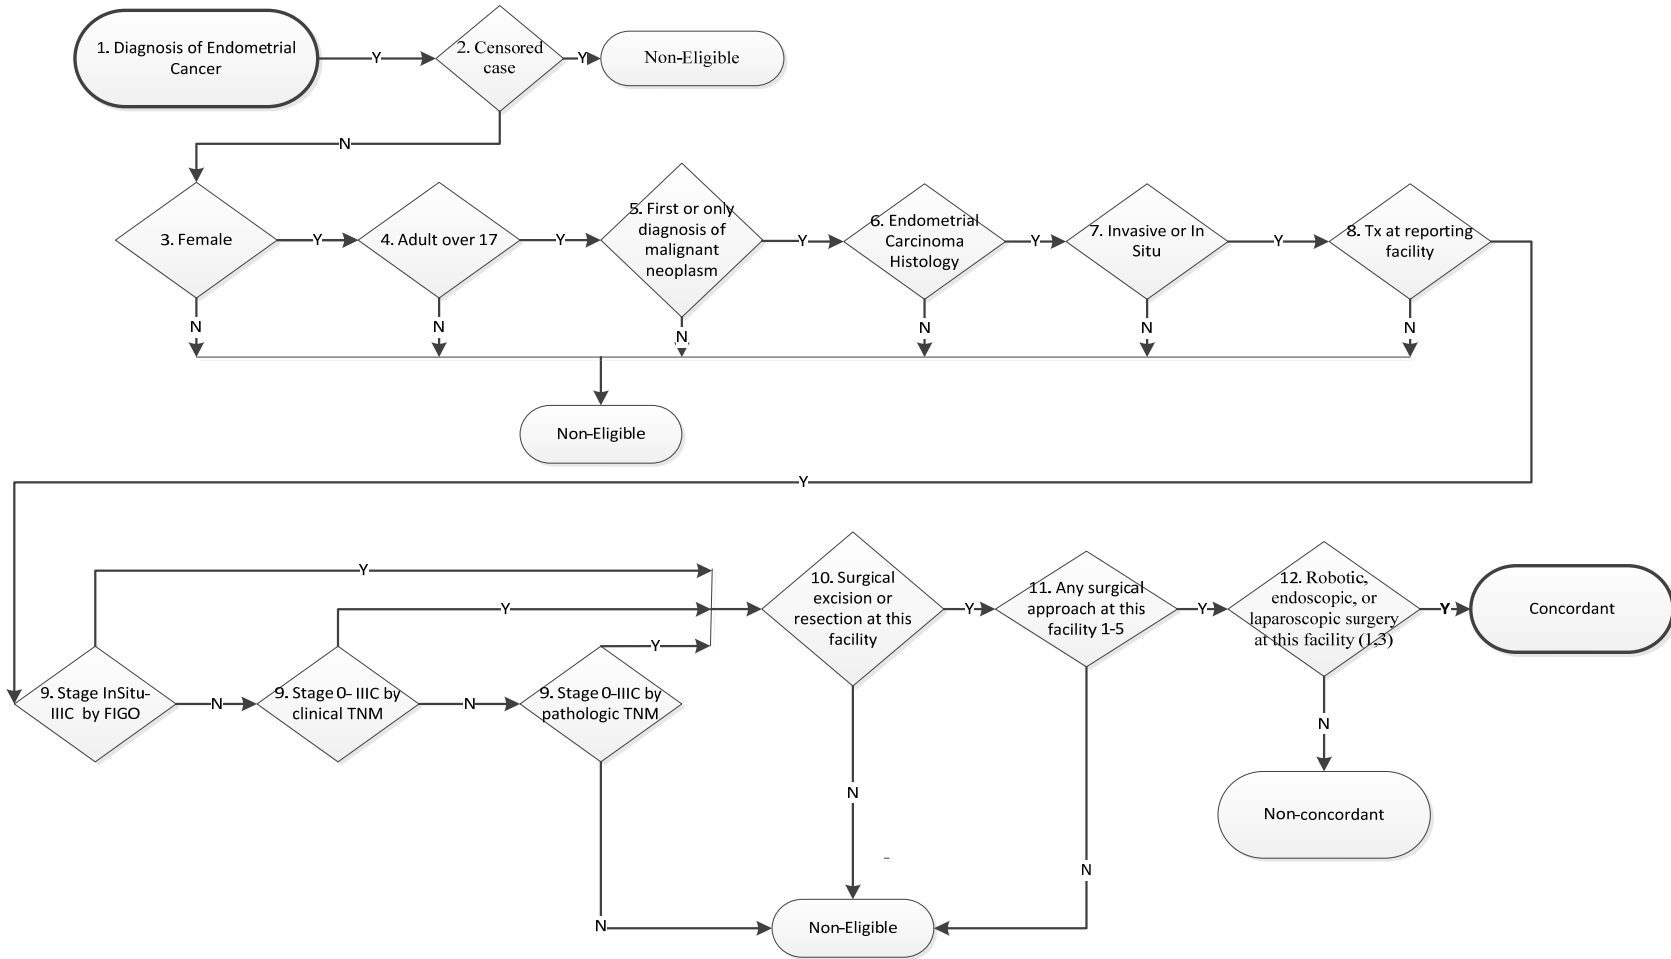 1. Diagnosis of Endometrial
Cancer
Y
2. Censored
case
Y
Non-Eligible
N
3. Female
Y
4. Adult over 17
Y
5. First or only
diagnosis of
malignant
neoplasm
Y
6. Endometrial
Carcinoma
Histology
Y
7. Invasive or In
Situ
Y
8. Tx at reporting
facility
N
N
N
N
N
N
Non-Eligible
Y
Y
Y
Y
9. Stage InSitu-
IIIC by FIGO
N
9. Stage 0- IIIC by
clinical TNM
N
9. Stage 0-IIIC by
pathologic TNM
10. Surgical
excision or
resection at this
facility
Y
11. Any surgical
approach at this
facility 1-5
Y
12. Robotic,
endoscopic, or
laparoscopic surgery
at this facility (1,3)
Y
Concordant
N
Non-concordant
N
N
N
Non-Eligible